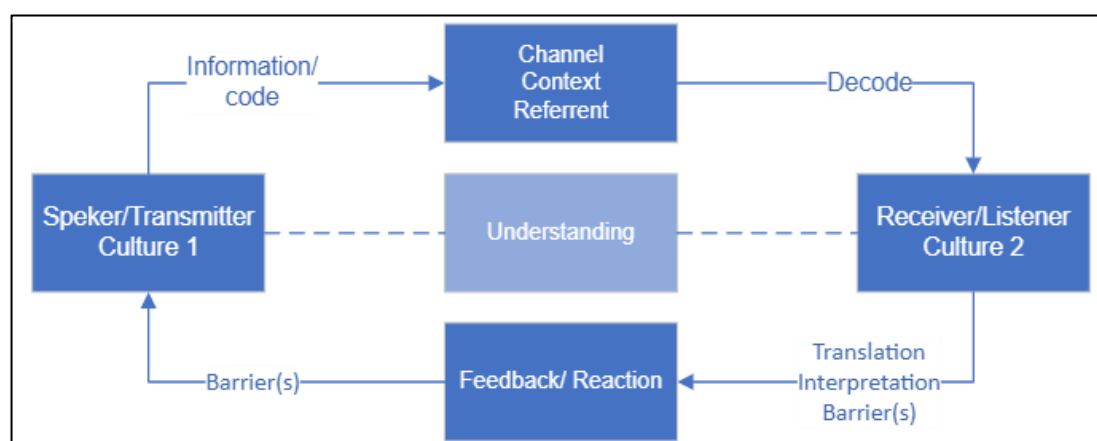 Channel
Context
Referrent
Information/
code
Decode
Speker/Transmitter
Culture 1
Understanding
Receiver/Listener
Culture 2
Translation
Interpretation
Barrier(s)
Feedback/ Reaction
Barrier(s)